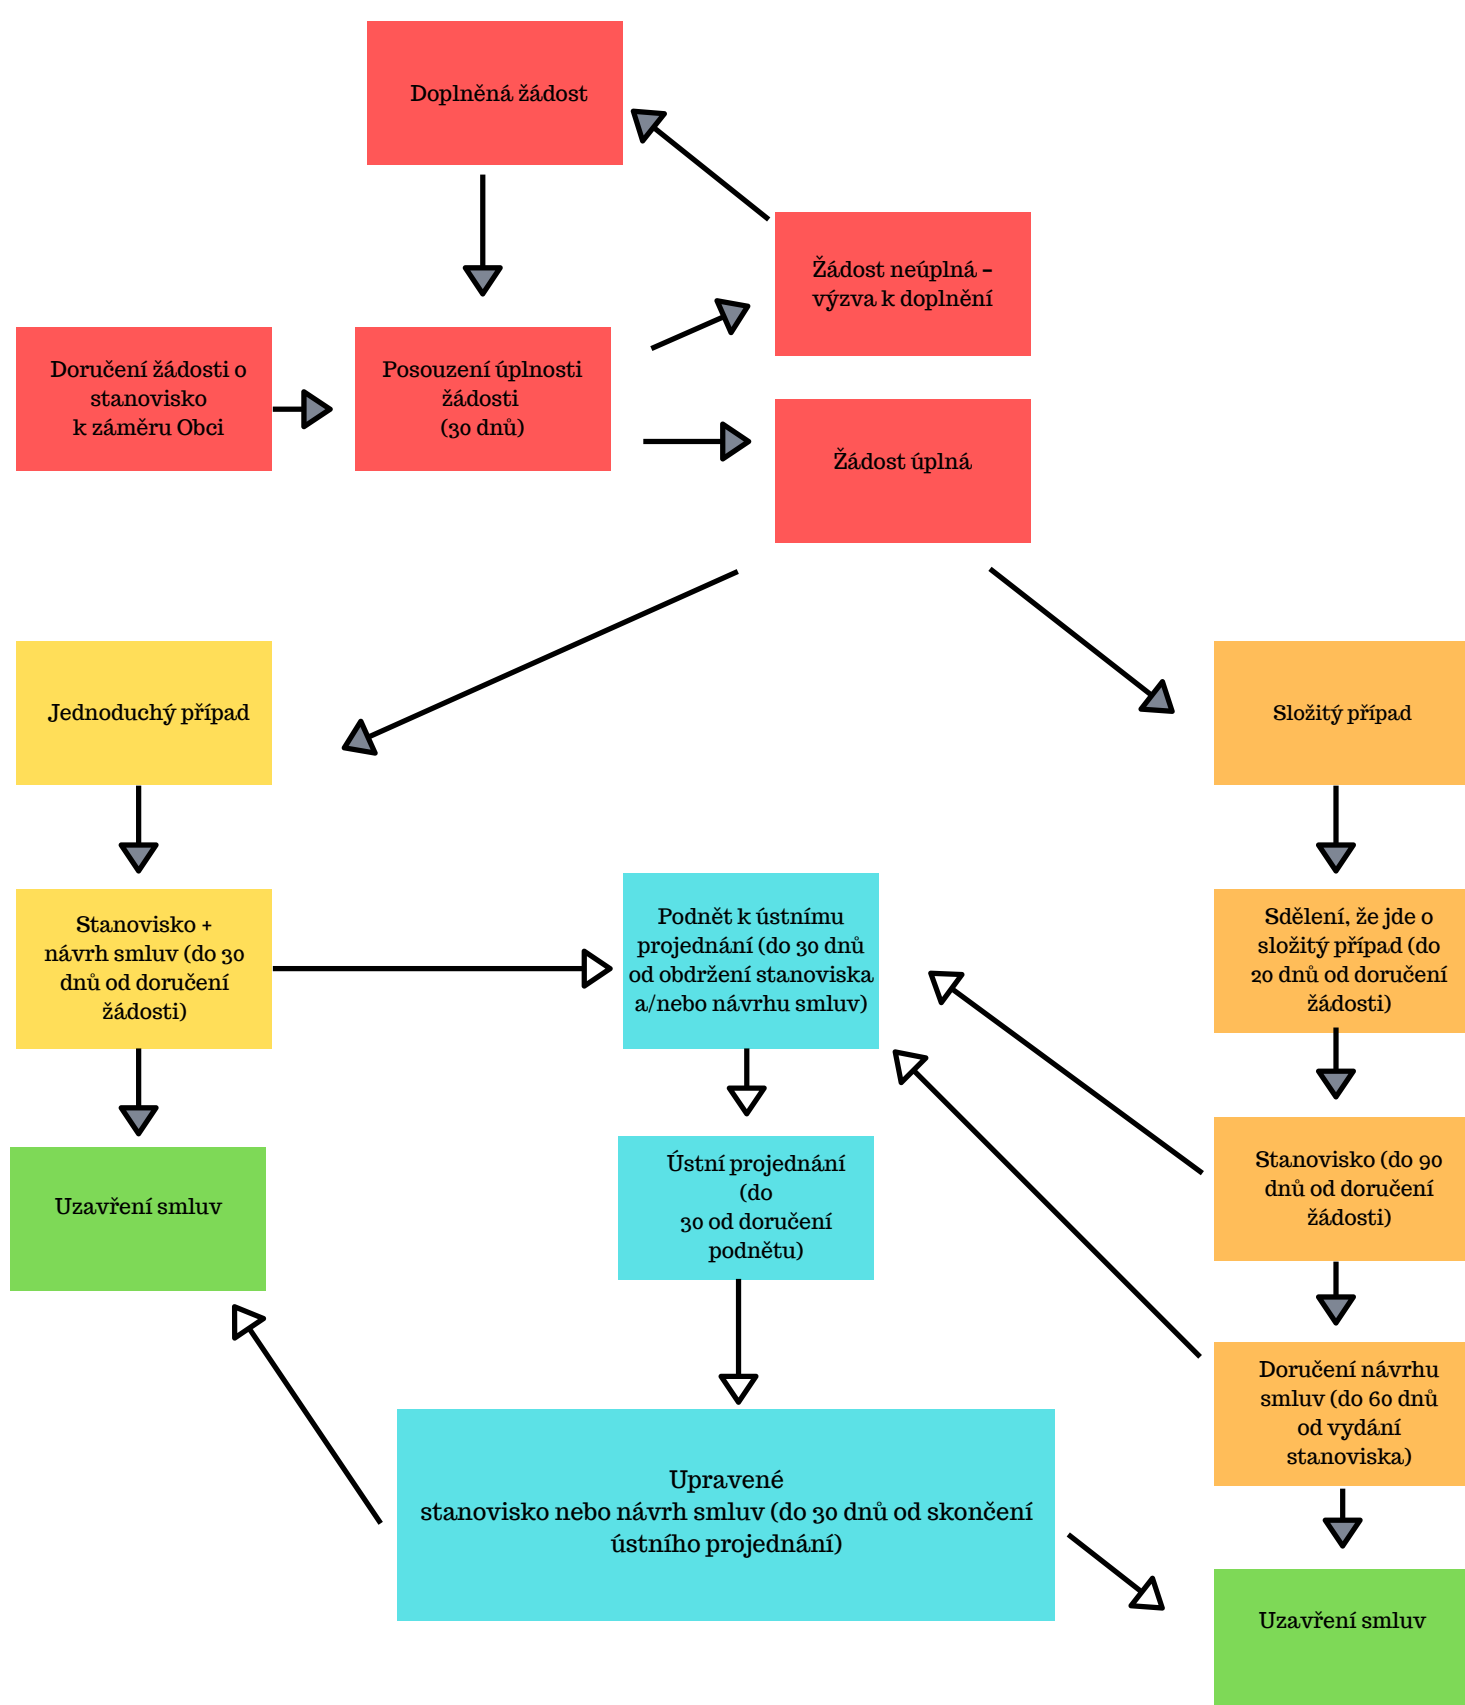 Doplněná žádost
Žádost neúplná –
výzva k doplnění
Doručení žádosti o
stanovisko
k záměru Obci
Posouzení úplnosti
žádosti
(30 dnů)
Žádost úplná
Jednoduchý případ
Složitý případ
Stanovisko +
návrh smluv (do 30
dnů od doručení
žádosti)
Podnět k ústnímu
projednání (do 30 dnů
od obdržení stanoviska
a/nebo návrhu smluv)
Sdělení, že jde o
složitý případ (do
20 dnů od doručení
žádosti)
Uzavření smluv
Ústní projednání
(do
30 od doručení
podnětu)
Stanovisko (do 90
dnů od doručení
žádosti)
Doručení návrhu
smluv (do 60 dnů
od vydání
stanoviska)
Upravené
stanovisko nebo návrh smluv (do 30 dnů od skončení
ústního projednání)
Uzavření smluv